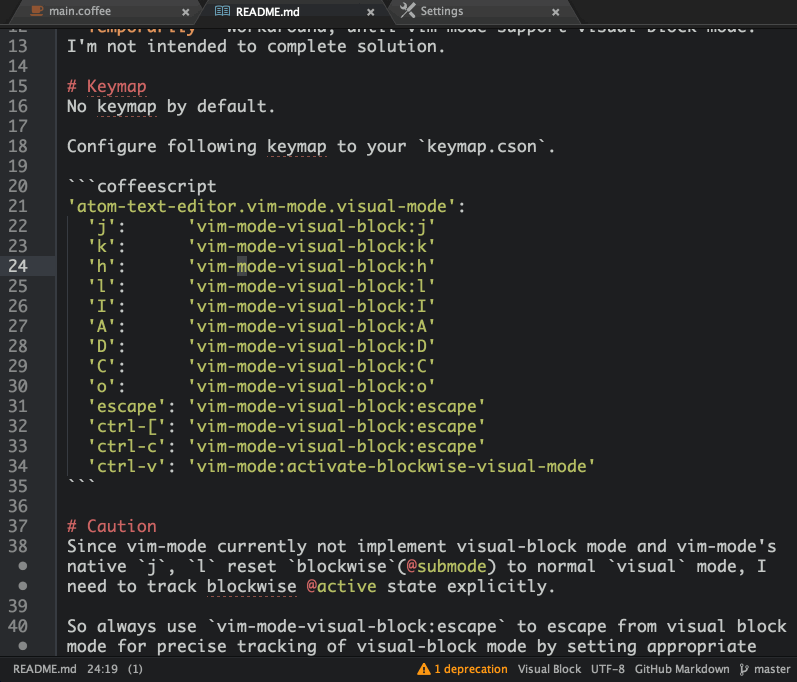 main.coffee × README.md × Settings ×
12 *Temporarily* workaround, until vim-mode support visual-block mode.
13 I'm not intended to complete solution.
14
15 # Keymap
16 No keymap by default.
17
18 Configure following keymap to your `keymap.cson`.
19
20 ```coffeescript
21 'atom-text-editor.vim-mode.visual-mode':
22 'j': 'vim-mode-visual-block:j'
23 'k': 'vim-mode-visual-block:k'
24 'h': 'vim-mode-visual-block:h'
25 'l': 'vim-mode-visual-block:l'
26 'I': 'vim-mode-visual-block:I'
27 'A': 'vim-mode-visual-block:A'
28 'D': 'vim-mode-visual-block:D'
29 'C': 'vim-mode-visual-block:C'
30 'o': 'vim-mode-visual-block:o'
31 'escape': 'vim-mode-visual-block:escape'
32 'ctrl-[': 'vim-mode-visual-block:escape'
33 'ctrl-c': 'vim-mode-visual-block:escape'
34 'ctrl-v': 'vim-mode:activate-blockwise-visual-mode'
35 ```
36
37 # Caution
38 Since vim-mode currently not implement visual-block mode and vim-mode's
• native `j`, `l` reset `blockwise`(@submode) to normal `visual` mode, I
• need to track blockwise @active state explicitly.
39
40 So always use `vim-mode-visual-block:escape` to escape from visual block
• mode for precise tracking of visual-block mode by setting appropriate
README.md 24:19 (1) 1 deprecation Visual Block UTF-8 GitHub Markdown master